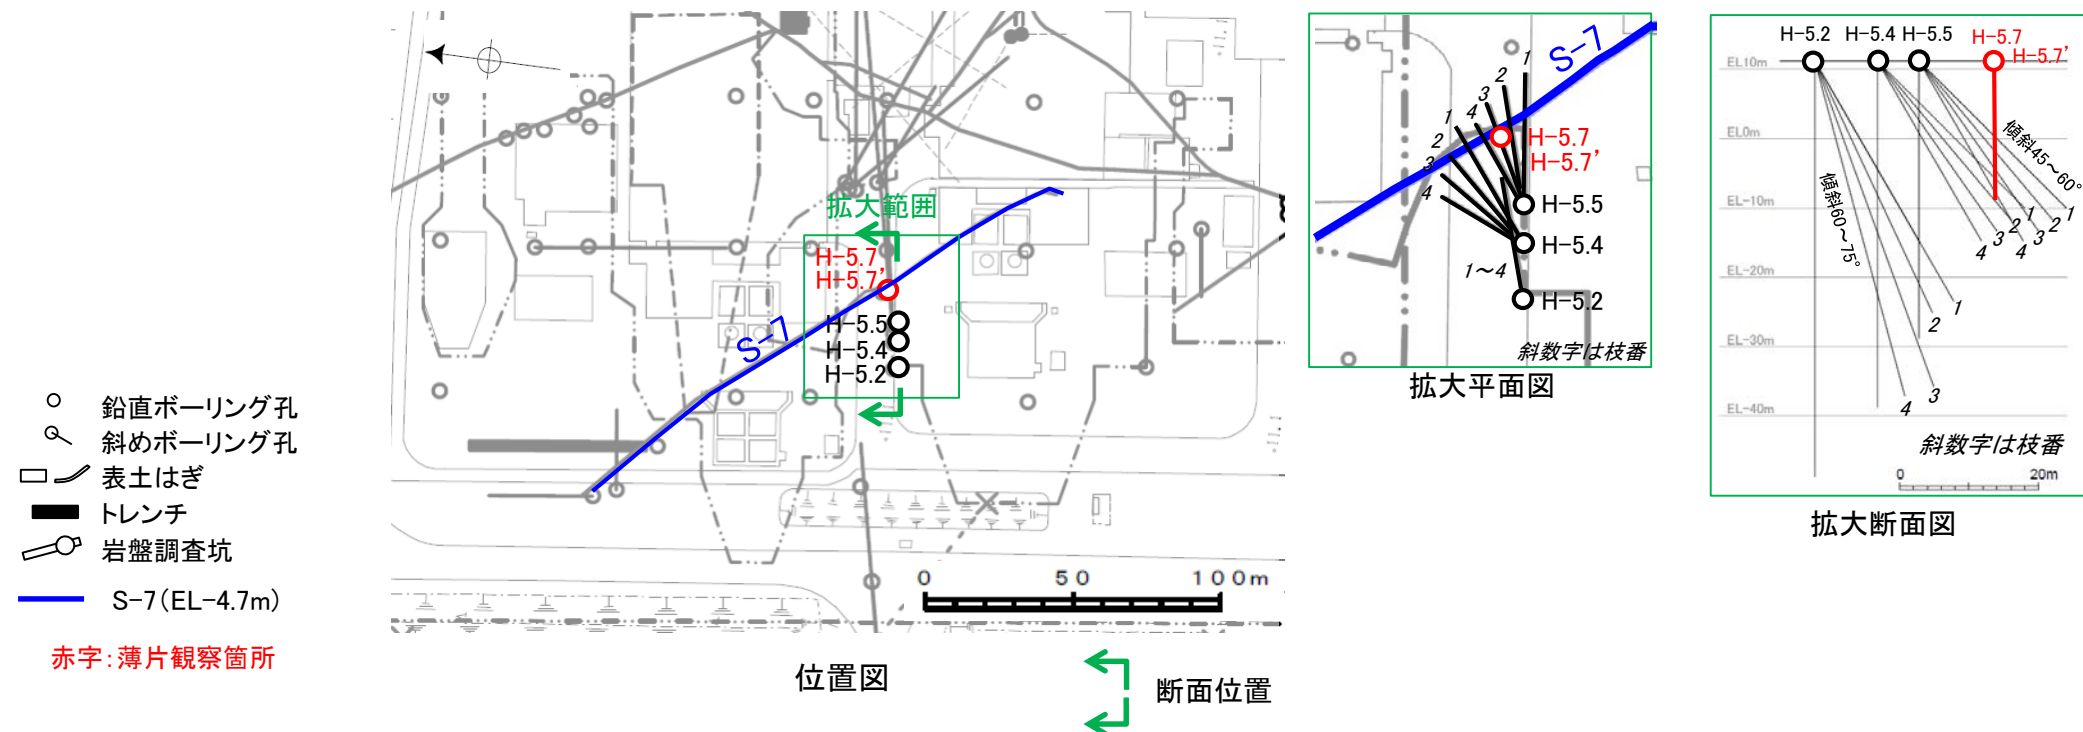 鉛直ボーリング孔
斜めボーリング孔
表土はぎ
トレンチ
岩盤調査坑
S-7(EL-4.7m)
赤字:薄片観察箇所
拡大範囲
H-5.7
H-5.7'
H-5.5
H-5.4
H-5.2
S-7
0 50 100m
位置図
断面位置
S-7
1
2
3
4
1
2
3
4
H-5.7
H-5.7'
H-5.5
H-5.4
1~4
H-5.2
斜数字は枝番
拡大平面図
H-5.2 H-5.4 H-5.5 H-5.7
H-5.7'
EL10m
EL0m
EL-10m
EL-20m
EL-30m
EL-40m
傾斜45~60°
傾斜60~75°
1 1
2 2
3 3
4 4
1
2
3
4
斜数字は枝番
0 20m
拡大断面図